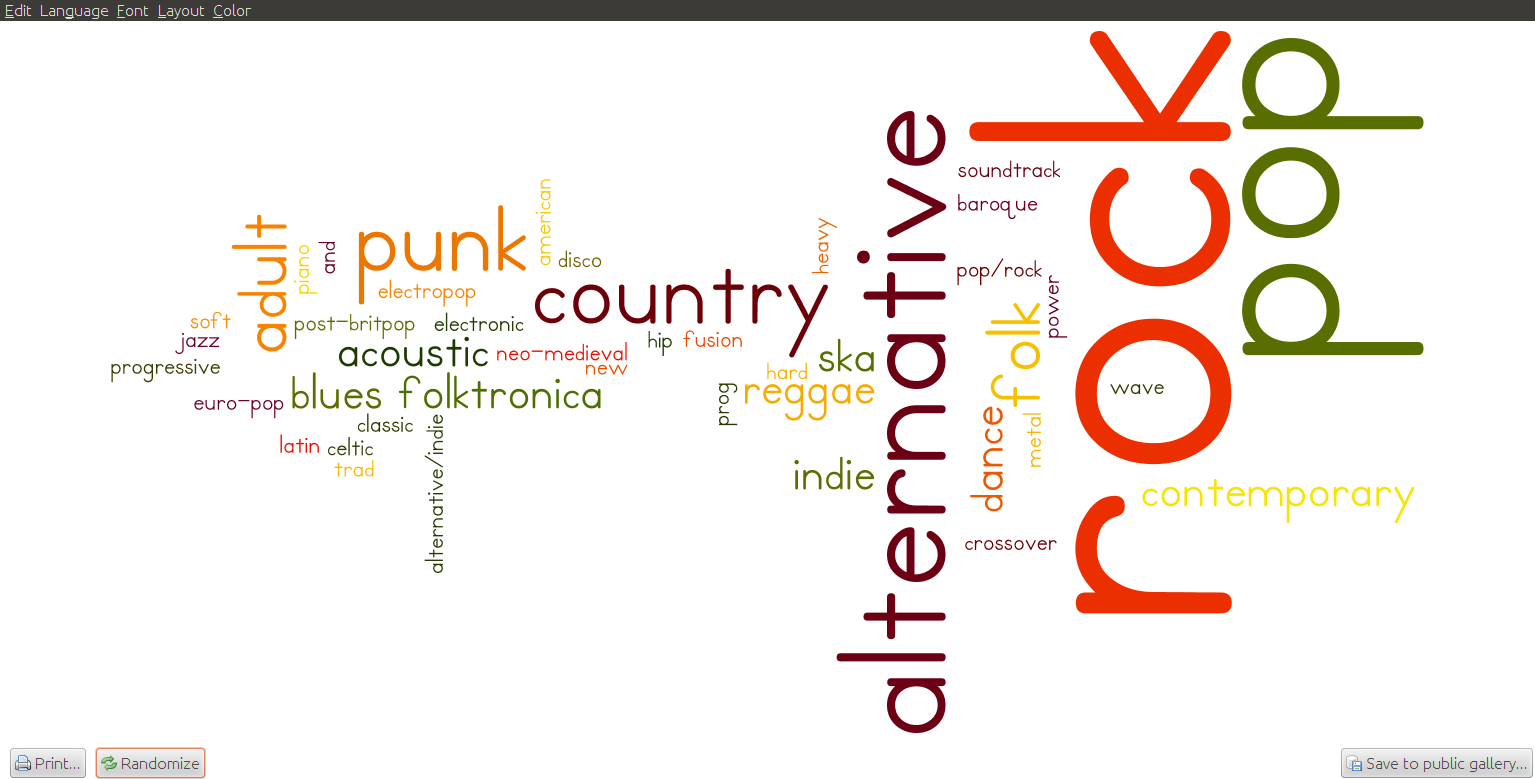 Edit Language Font Layout Color
rock
pop
alternative
soundtrack
baroque
american
punk
adult
piano
and
disco
heavy
country
pop/rock
power
electropop
folk
soft
post-britpop
electronic
jazz
hip
fusion
acoustic
neo-medieval
new
ska
progressive
hard
wave
blues
folktronica
prog
reggae
euro-pop
classic
dance
metal
latin
celtic
trad
alternative/indie
indie
contemporary
crossover
Print... Randomize Save to public gallery...